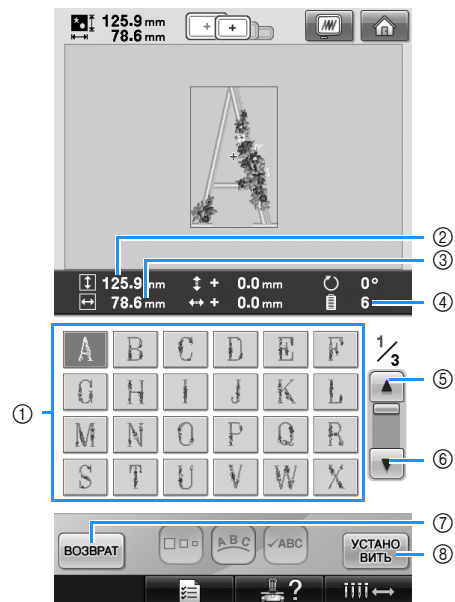 125.9 mm
78.6 mm
A
②
③
125.9 mm + 0.0 mm 0°
78.6 mm + 0.0 mm 6 ④
A B C D E F 1/3
G H I J K L ⑤
①
M N O P Q R
⑥
S T U V W X
⑦
ВОЗВРАТ ABC ✓ABC УСТАНО
ВИТЬ ⑧
?